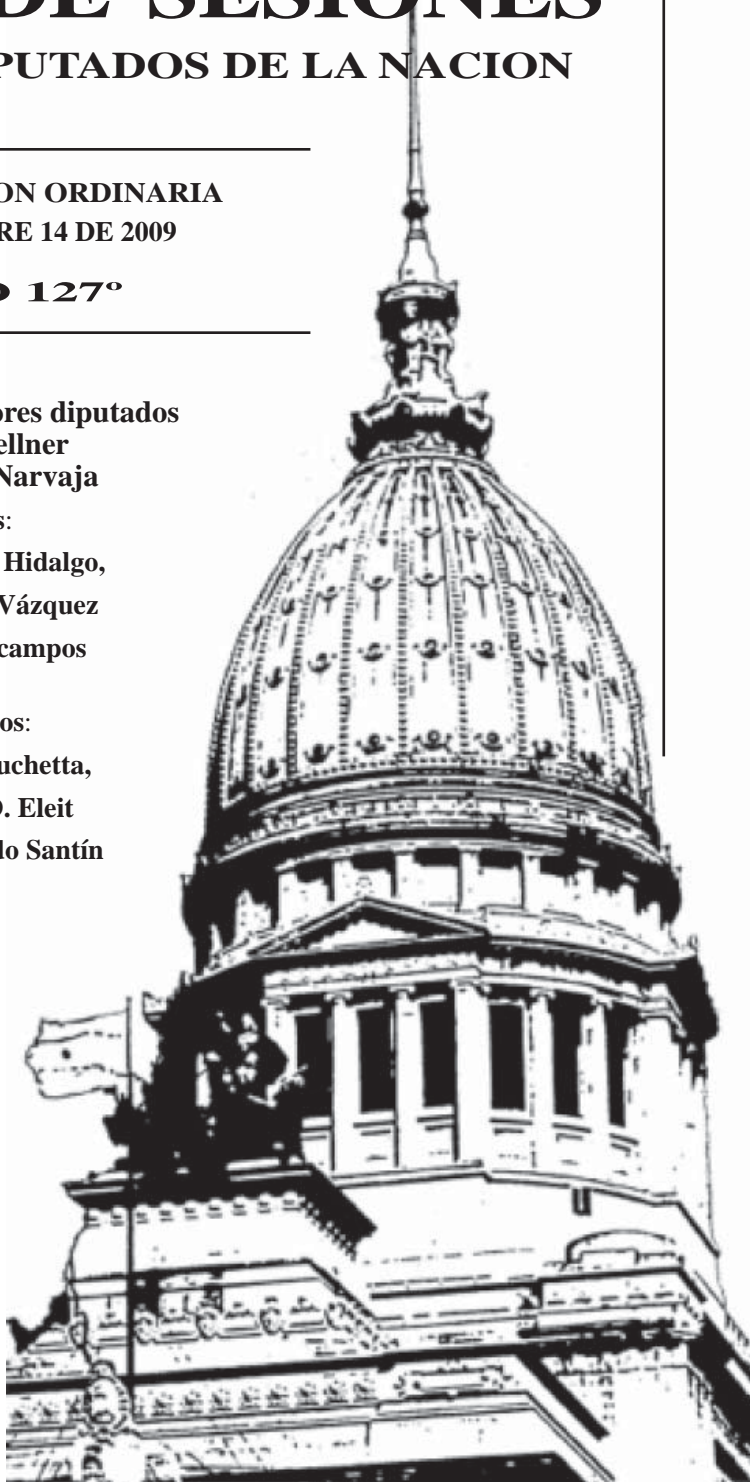 DE SESIONES
PUTADOS DE LA NACION
ON ORDINARIA
RE 14 DE 2009
127º
ores diputados
ellner
Narvaja
s:
Hidalgo,
Vázquez
campos
os:
uchetta,
. Eleit
do Santín